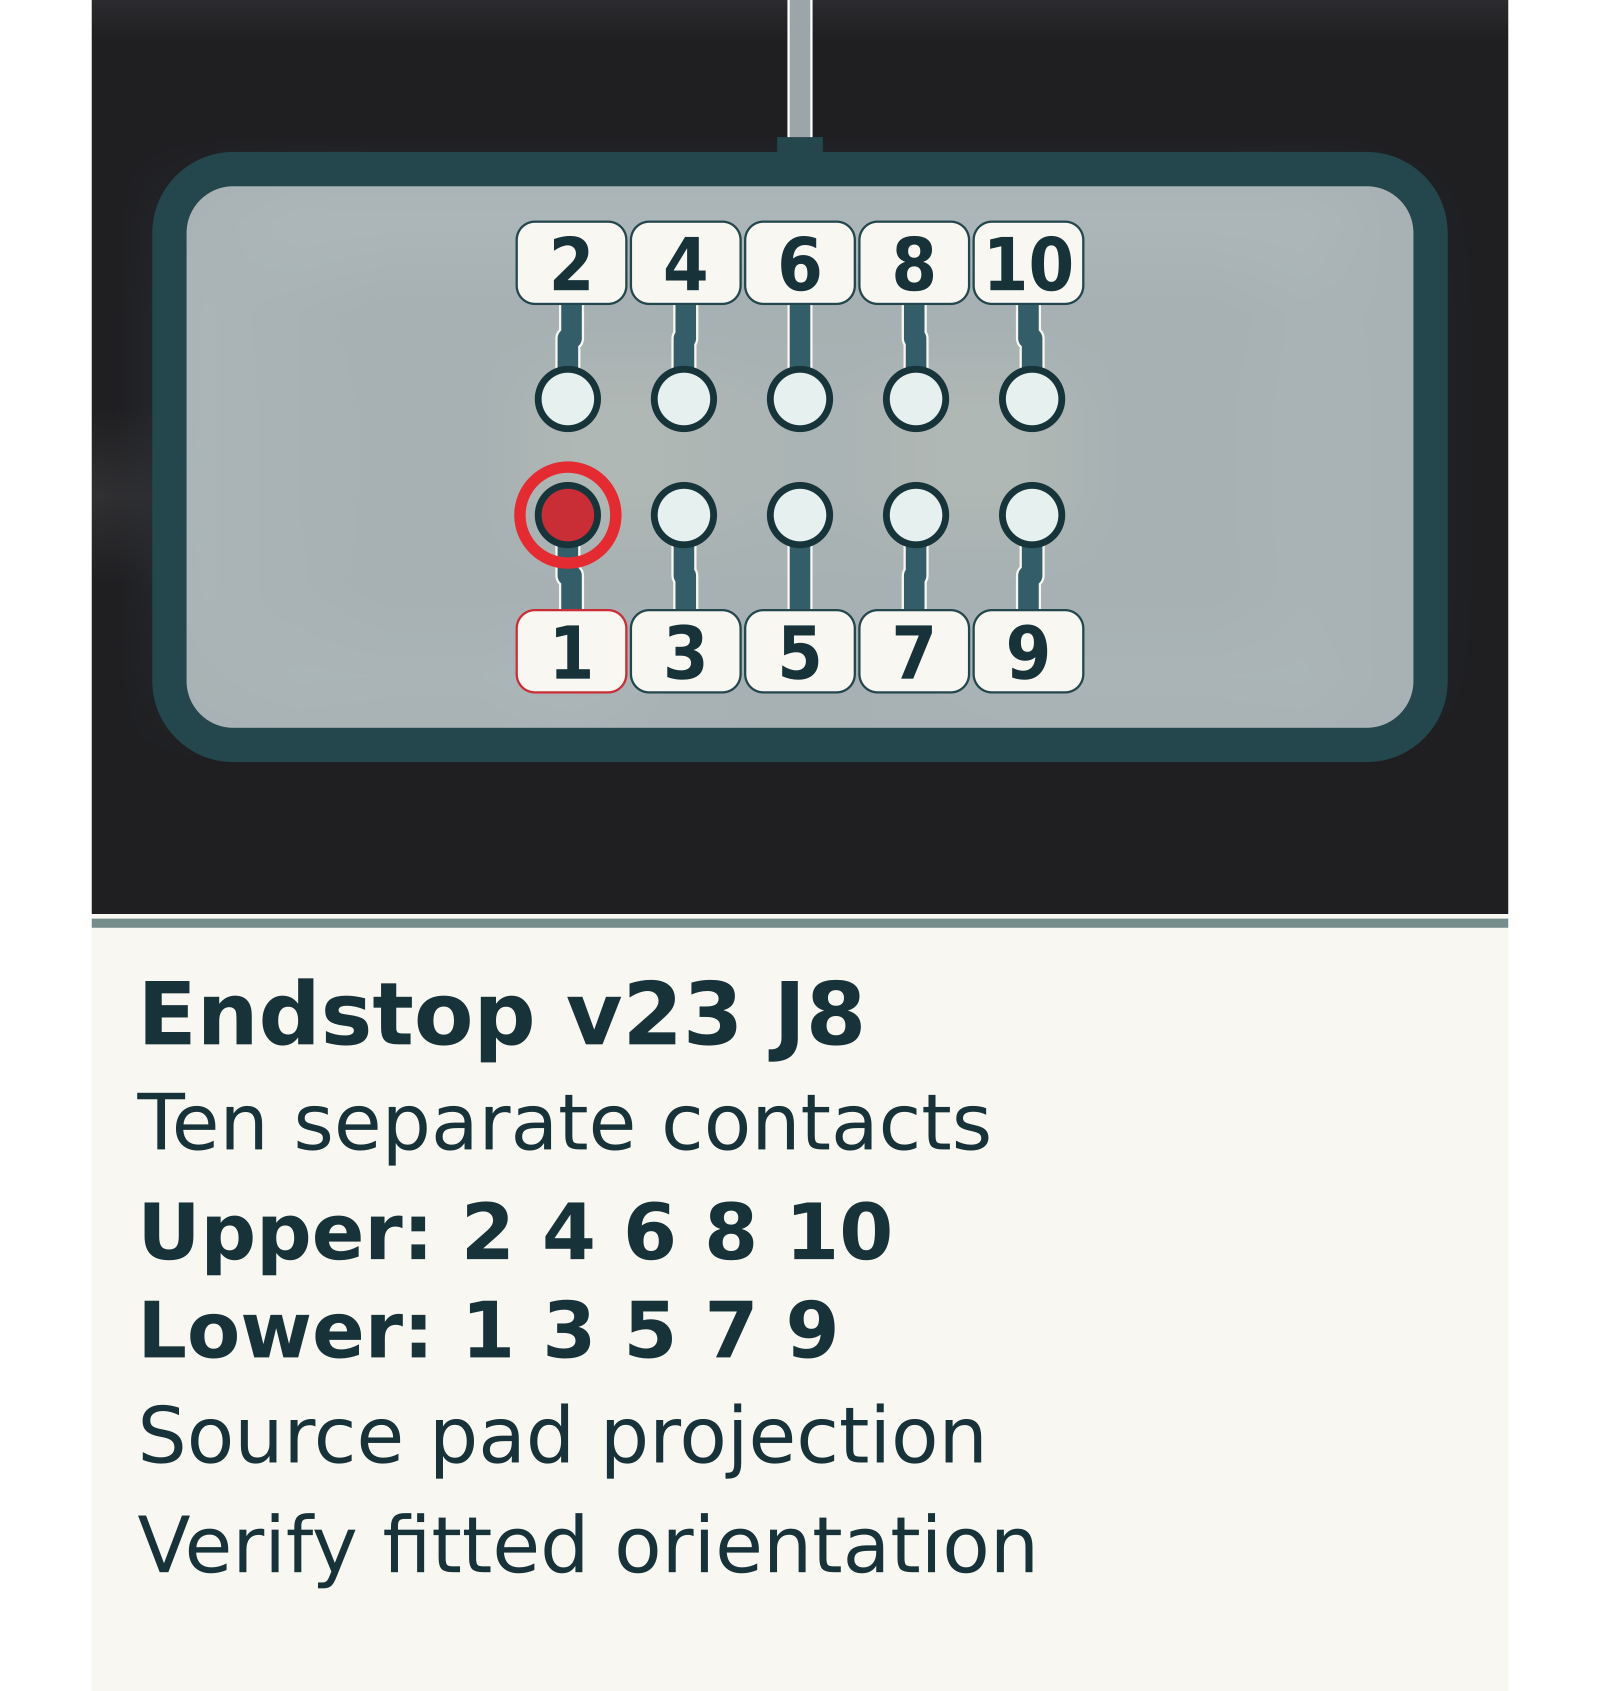 2 4 6 8 10
1 3 5 7 9
Endstop v23 J8
Ten separate contacts
Upper: 2 4 6 8 10
Lower: 1 3 5 7 9
Source pad projection
Verify fitted orientation